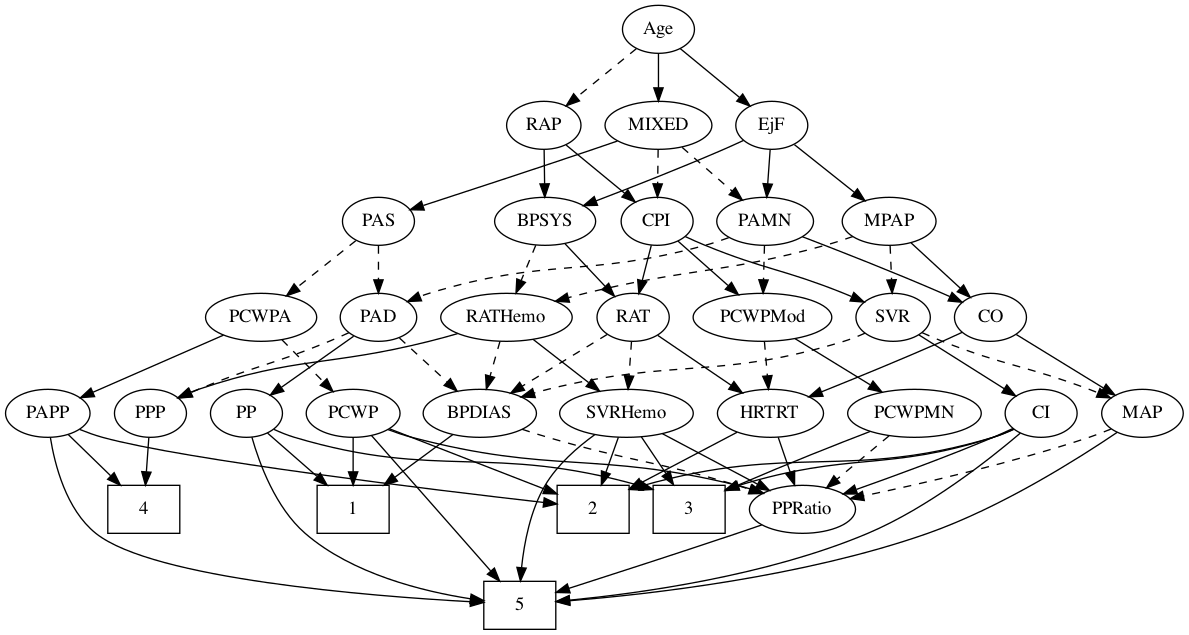 Age
RAP MIXED EjF
PAS BPSYS CPI PAMN MPAP
PCWPA PAD RATHemo RAT PCWPMod SVR CO
PAPP PPP PP PCWP BPDIAS SVRHemo HRTRT PCWPMN CI MAP
4 1 2 3 PPRatio
5